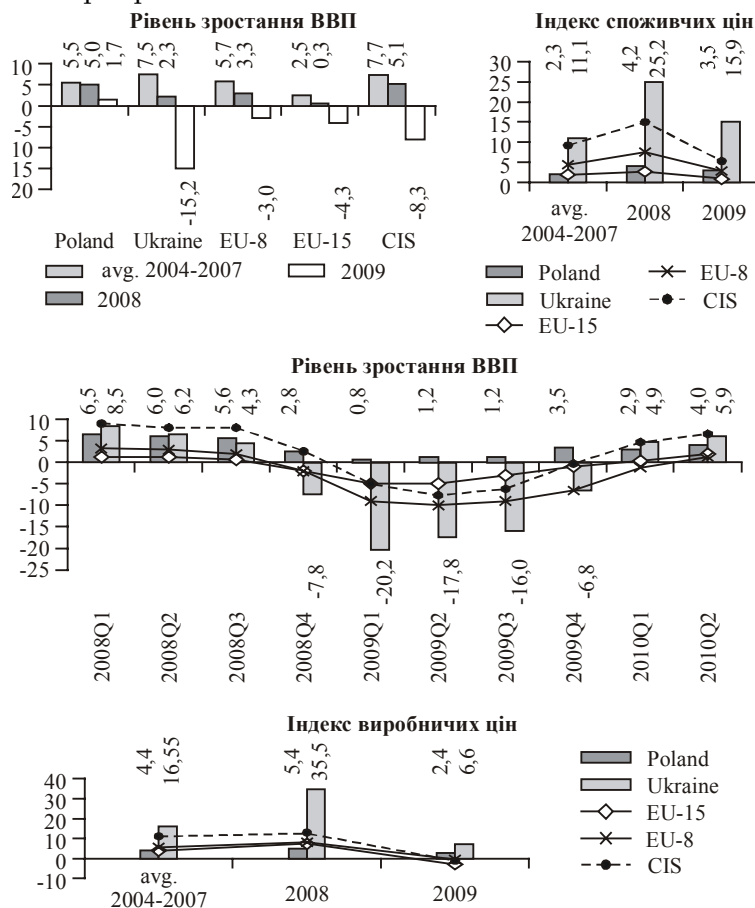 Рівень зростання ВВП
5,5 5,0 1,7 7,5 2,3 5,7 3,3 2,5 0,3 7,7 5,1
10
5
0
-5
10
15
20
-15,2 -3,0 -4,3 -8,3
Poland Ukraine EU-8 EU-15 CIS
avg. 2004-2007 2009
2008
Індекс споживчих цін
2,3 11,1 4,2 25,2 3,5 15,9
30
25
20
15
10
5
0
avg. 2004-2007 2008 2009
Poland EU-8
Ukraine CIS
EU-15
Рівень зростання ВВП
6,5 8,5 6,0 6,2 5,6 4,3 2,8 0,8 1,2 1,2 3,5 2,9 4,9 4,0 5,9
10
5
0
-5
-10
-15
-20
-25
-7,8 -20,2 -17,8 -16,0 -6,8
2008Q1 2008Q2 2008Q3 2008Q4 2009Q1 2009Q2 2009Q3 2009Q4 2010Q1 2010Q2
Індекс виробничих цін
4,4 16,55 5,4 35,5 2,4 6,6
40
30
20
10
0
-10
avg. 2004-2007 2008 2009
Poland
Ukraine
EU-15
EU-8
CIS